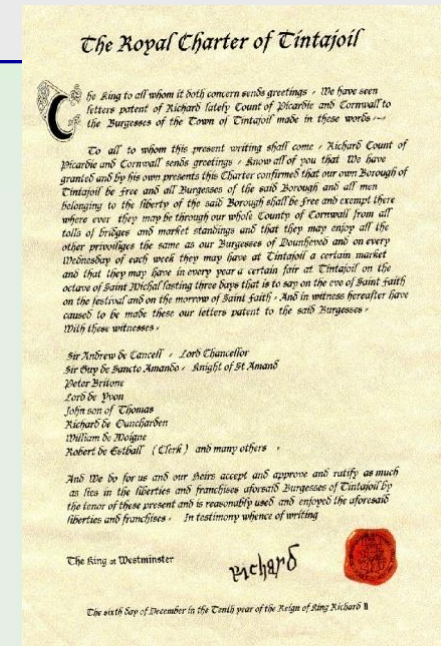 The Royal Charter of Tintajoil
The King to all whom it doth concern sends greetings - We have seen
letters patent of Richard lately Count of Picardie and Cornwall to
the Burgesses of the Town of Tintajoil made in these words
To all to whom this present writing shall come - Richard Count of
Picardie and Cornwall sends greetings - Know all of you that We have
granted and by his own presents this Charter confirmed that our own Borough of
Tintajoil be free and all Burgesses of the said Borough and all men
belonging to the liberty of the said Borough shall be free and exempt there
where ever they may be through our whole County of Cornwall from all
tolls of bridges and market standings and that they may enjoy all the
other priviliges the same as our Burgesses of Dounheved and on every
Wednesday of each week they may have at Tintajoil a certain market
and that they may have in every year a certain fair at Tintajoil on the
octave of Saint Michal lasting three days that is to say on the eve of Saint Faith
on the festival and on the morrow of Saint Faith - And in witness hereafter have
caused to be made these our letters patent to the said Burgesses -
With these witnesses -
Sir Andrew de Cancell - Lord Chancellor
Sir Guy de Sancto Amando - Knight of St Amand
Peter Britone
Lord de Yvon
John son of Thomas
Richard de Ouncharden
William de Moigne
Robert de Esthall (Clerk) and many others -
And We do for us and our heirs accept and approve and ratify as much
as lies in the liberties and franchises aforsaid Burgesses of Tintajoil by
the tenor of these present and is reasonably used and enjoyed the aforesaid
liberties and franchises - In testimony whence of writing
The King at Westminster
Richard
The sixth day of December in the Tenth year of the Reign of King Richard II